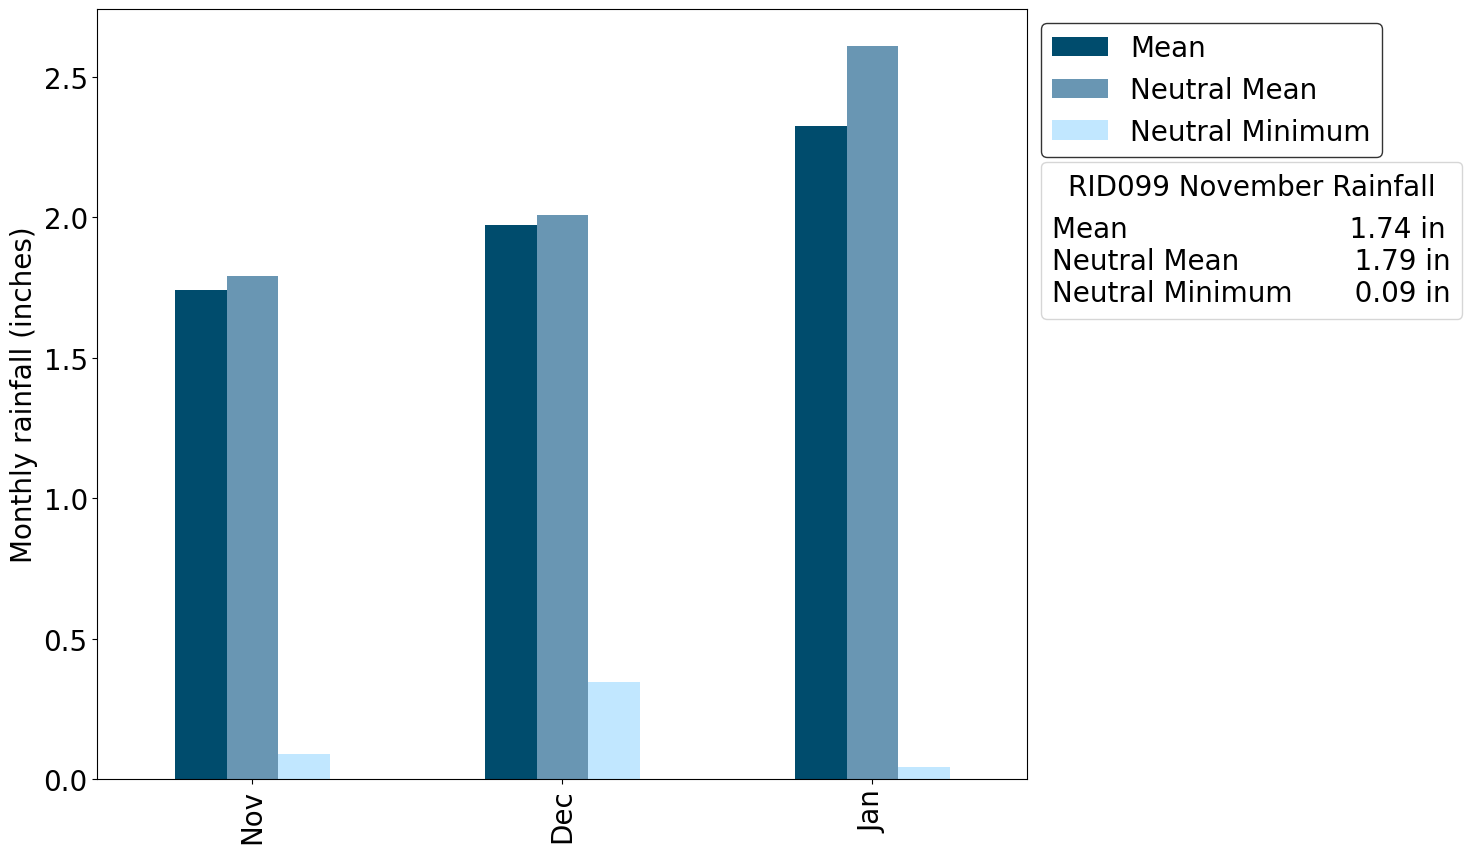 Monthly rainfall (inches)
2.5
2.0
1.5
1.0
0.5
0.0
Nov
Dec
Jan
Mean
Neutral Mean
Neutral Minimum
RID099 November Rainfall
Mean 1.74 in
Neutral Mean 1.79 in
Neutral Minimum 0.09 in